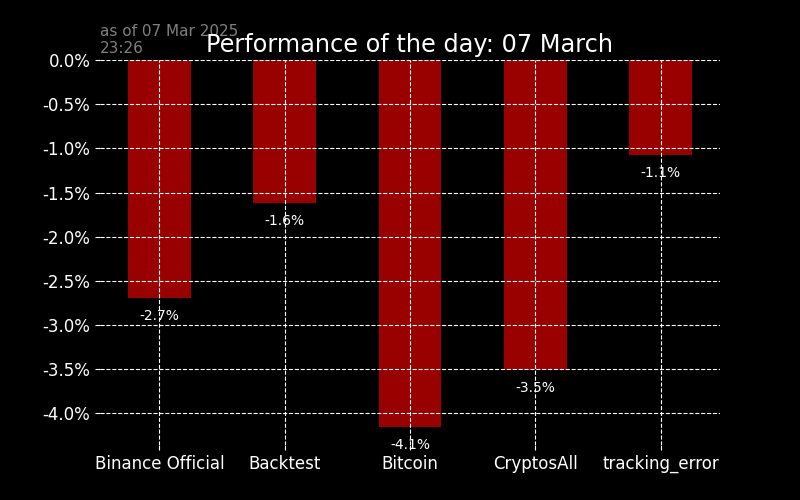 as of 07 Mar 2025
23:26
Performance of the day: 07 March
0.0%
-0.5%
-1.0%
-1.5%
-2.0%
-2.5%
-3.0%
-3.5%
-4.0%
-2.7%
-1.6%
-4.1%
-3.5%
-1.1%
Binance Official
Backtest
Bitcoin
CryptosAll
tracking_error